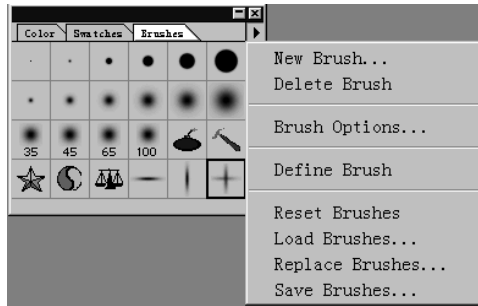 Color Swatches Brushes
35 45 65 100
New Brush...
Delete Brush
Brush Options...
Define Brush
Reset Brushes
Load Brushes...
Replace Brushes...
Save Brushes...